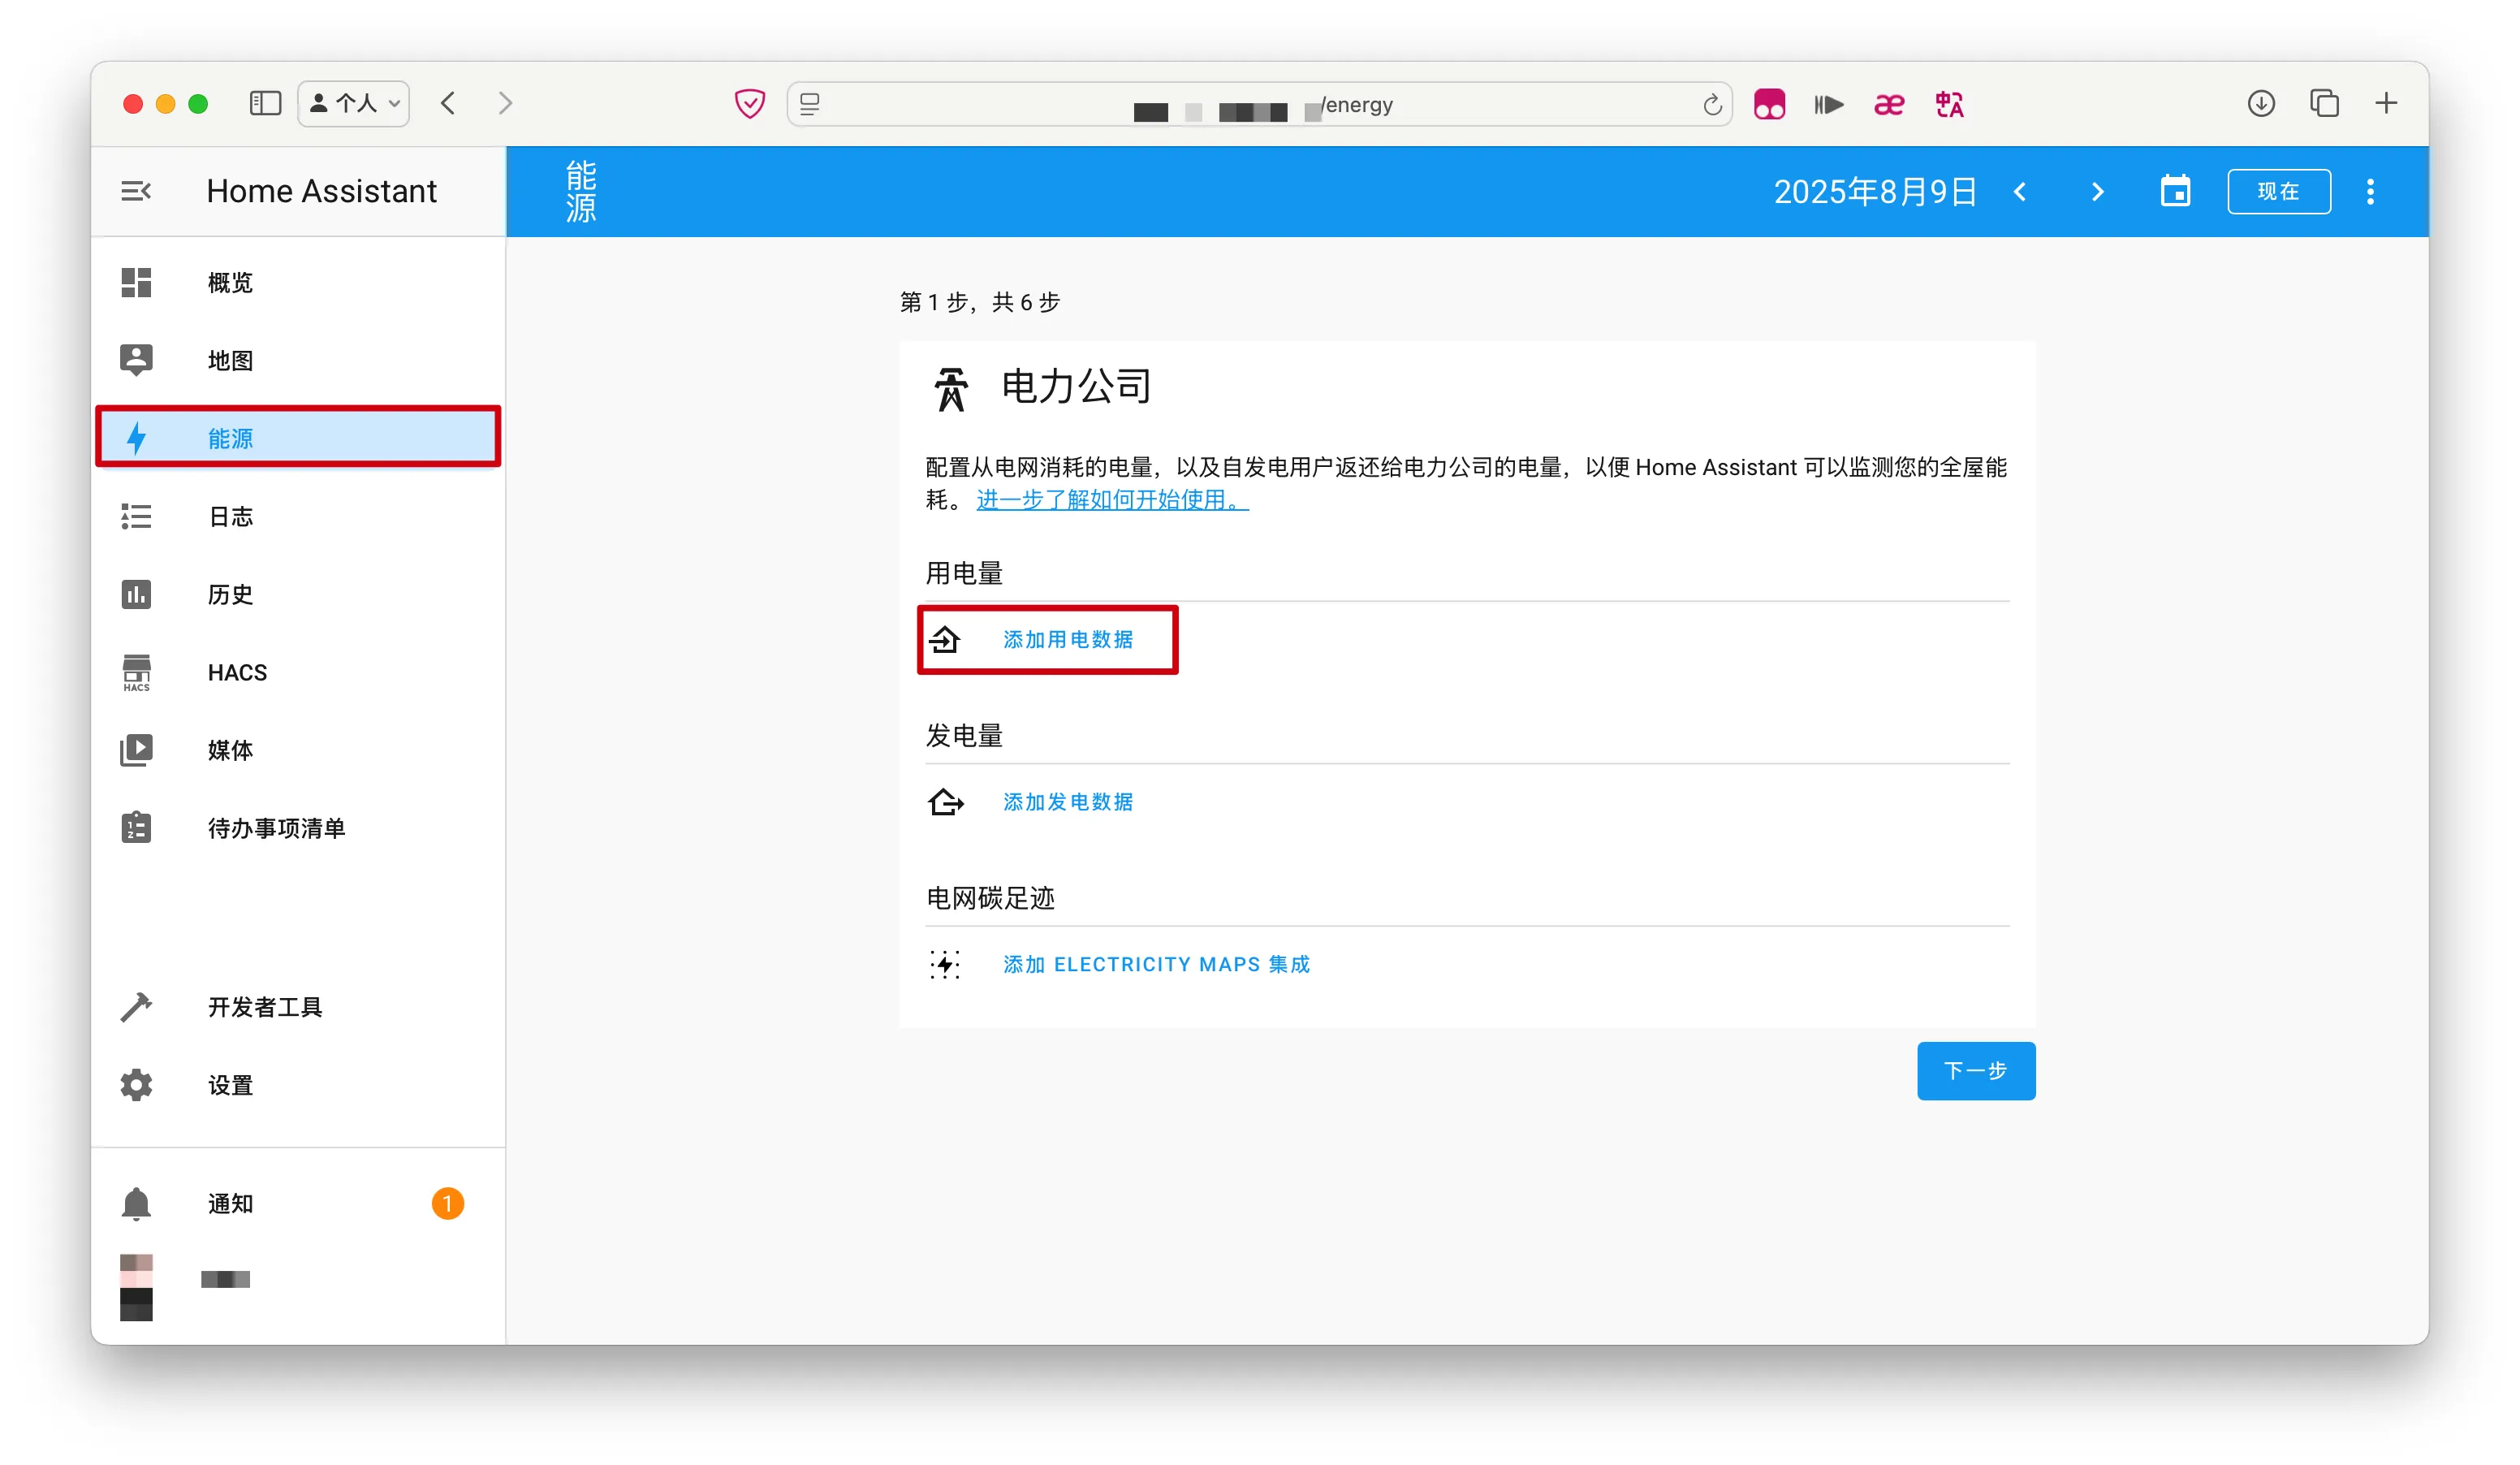 个人
/energy
Home Assistant
能源
2025年8月9日
现在
概览
地图
能源
日志
历史
HACS
HACS
媒体
待办事项清单
开发者工具
设置
通知
1
第 1 步，共 6 步
电力公司
配置从电网消耗的电量，以及自发电用户返还给电力公司的电量，以便 Home Assistant 可以监测您的全屋能
耗。 进一步了解如何开始使用。
用电量
添加用电数据
发电量
添加发电数据
电网碳足迹
添加 ELECTRICITY MAPS 集成
下一步